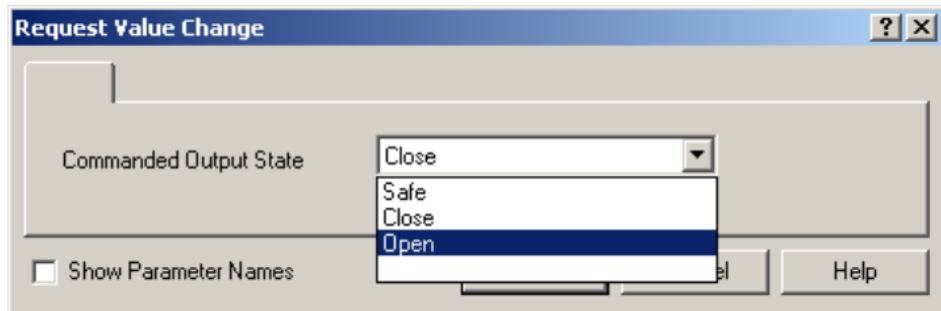 Request Value Change
Commanded Output State
Close
Safe
Close
Open
Show Parameter Names
Help